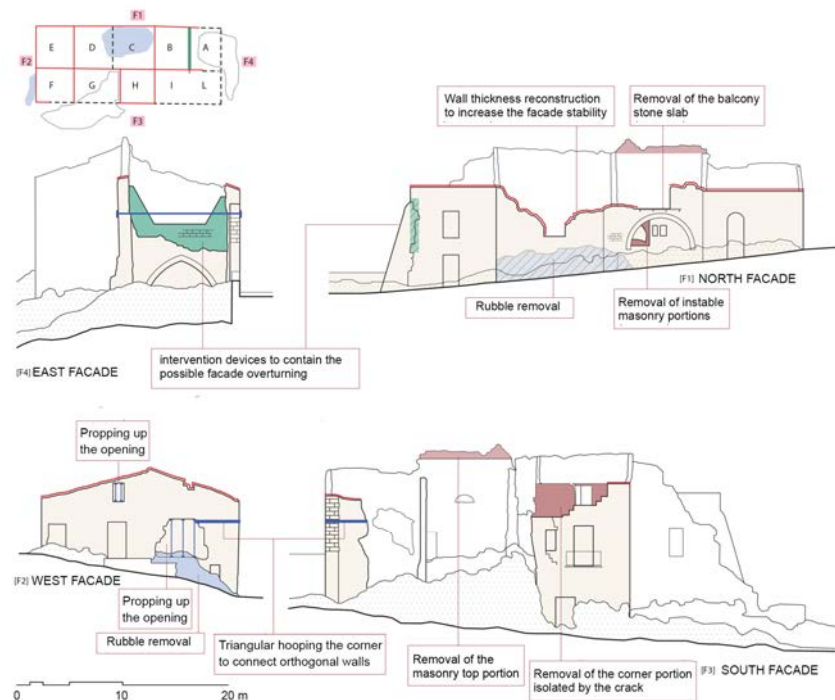 F1
E D C B A
F2
F4
F G H I L
F3
Wall thickness reconstruction
to increase the facade stability
Removal of the balcony
stone slab
[F1] NORTH FACADE
Rubble removal
Removal of instable
masonry portions
[F4] EAST FACADE
intervention devices to contain the
possible facade overturning
Propping up
the opening
[F2] WEST FACADE
Propping up
the opening
Rubble removal
Triangular hooping the corner
to connect orthogonal walls
Removal of the
masonry top portion
Removal of the corner portion
isolated by the crack
[F3] SOUTH FACADE
0 10 20 m